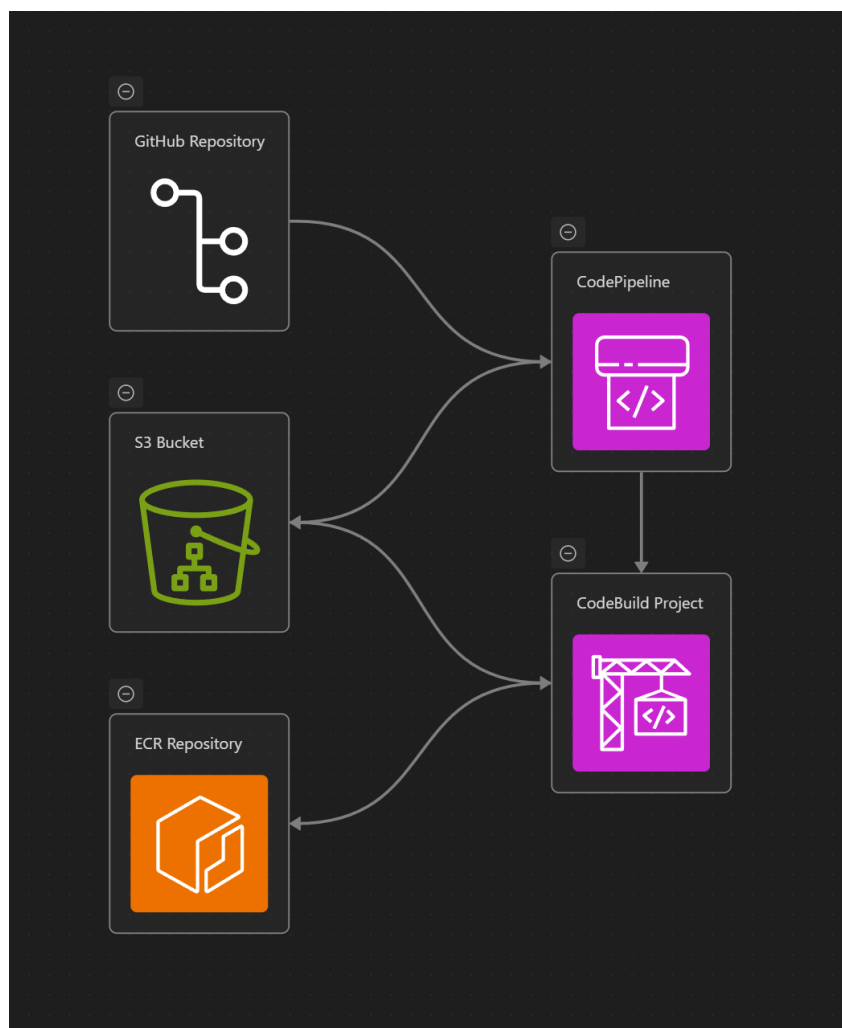 GitHub Repository
CodePipeline
</>
S3 Bucket
CodeBuild Project
</>
ECR Repository